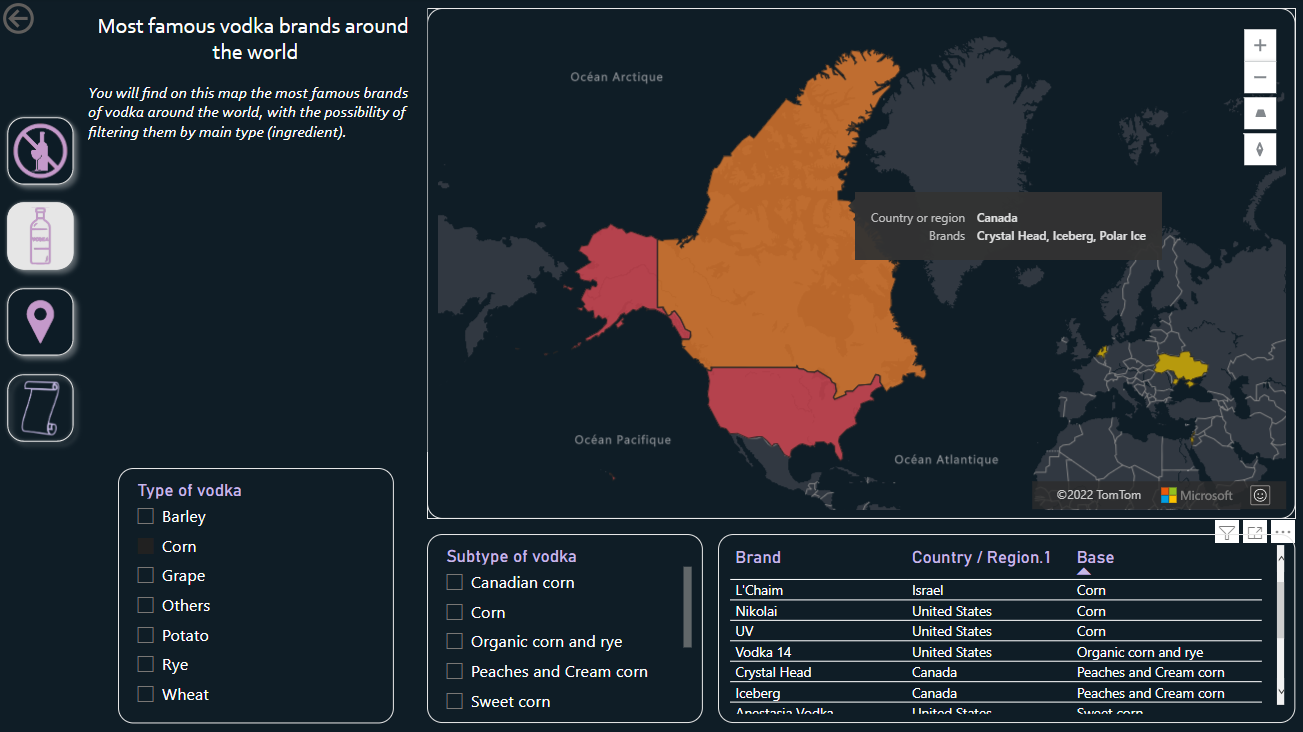 Most famous vodka brands around
the world
You will find on this map the most famous brands
of vodka around the world, with the possibility of
filtering them by main type (ingredient).
VODKA
Océan Arctique
Country or region Canada
Brands Crystal Head, Iceberg, Polar Ice
Océan Pacifique
Océan Atlantique
©2022 TomTom Microsoft
Type of vodka
Barley
Corn
Grape
Others
Potato
Rye
Wheat
Subtype of vodka
Canadian corn
Corn
Organic corn and rye
Peaches and Cream corn
Sweet corn
Brand Country / Region.1 Base
L'Chaim Israel Corn
Nikolai United States Corn
UV United States Corn
Vodka 14 United States Organic corn and rye
Crystal Head Canada Peaches and Cream corn
Iceberg Canada Peaches and Cream corn
Anestasia Vodka United States Sweet corn